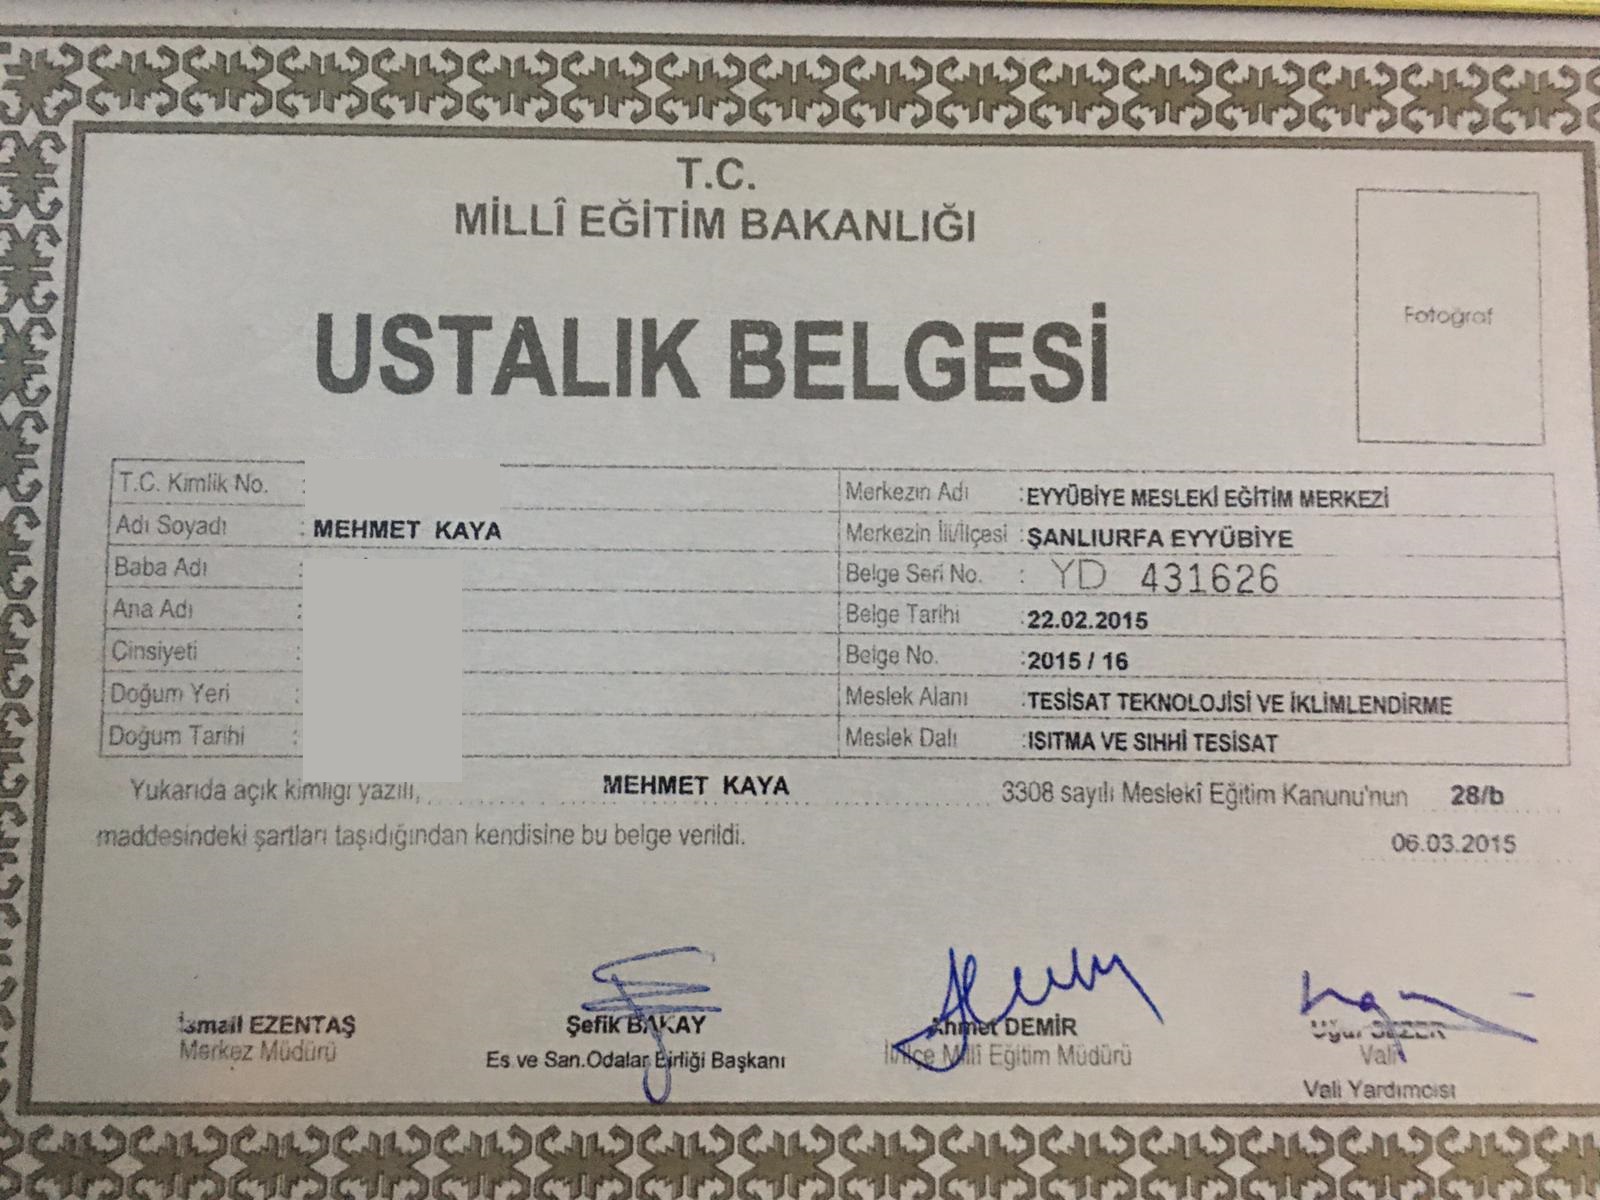 T.C.
MİLLÎ EĞİTİM BAKANLIĞI
USTALIK BELGESİ
Fotoğraf
T.C. Kimlik No. :
Adı Soyadı : MEHMET KAYA
Baba Adı :
Ana Adı :
Cinsiyeti :
Doğum Yeri :
Doğum Tarihi :
Merkezin Adı : EYYÜBİYE MESLEKİ EĞİTİM MERKEZİ
Merkezin İli/İlçesi : ŞANLIURFA EYYÜBİYE
Belge Seri No. : YD 431626
Belge Tarihi : 22.02.2015
Belge No. : 2015 / 16
Meslek Alanı : TESİSAT TEKNOLOJİSİ VE İKLİMLENDİRME
Meslek Dalı : ISITMA VE SIHHİ TESİSAT
Yukarıda açık kimliği yazılı, MEHMET KAYA 3308 sayılı Meslekî Eğitim Kanunu'nun 28/b
maddesindeki şartları taşıdığından kendisine bu belge verildi.
06.03.2015
İsmail EZENTAŞ
Merkez Müdürü
Şefik BAKAY
Es ve San.Odalar Birliği Başkanı
Ahmet DEMİR
İl/İlçe Millî Eğitim Müdürü
Uğur SEZER
Vali
Vali Yardımcısı